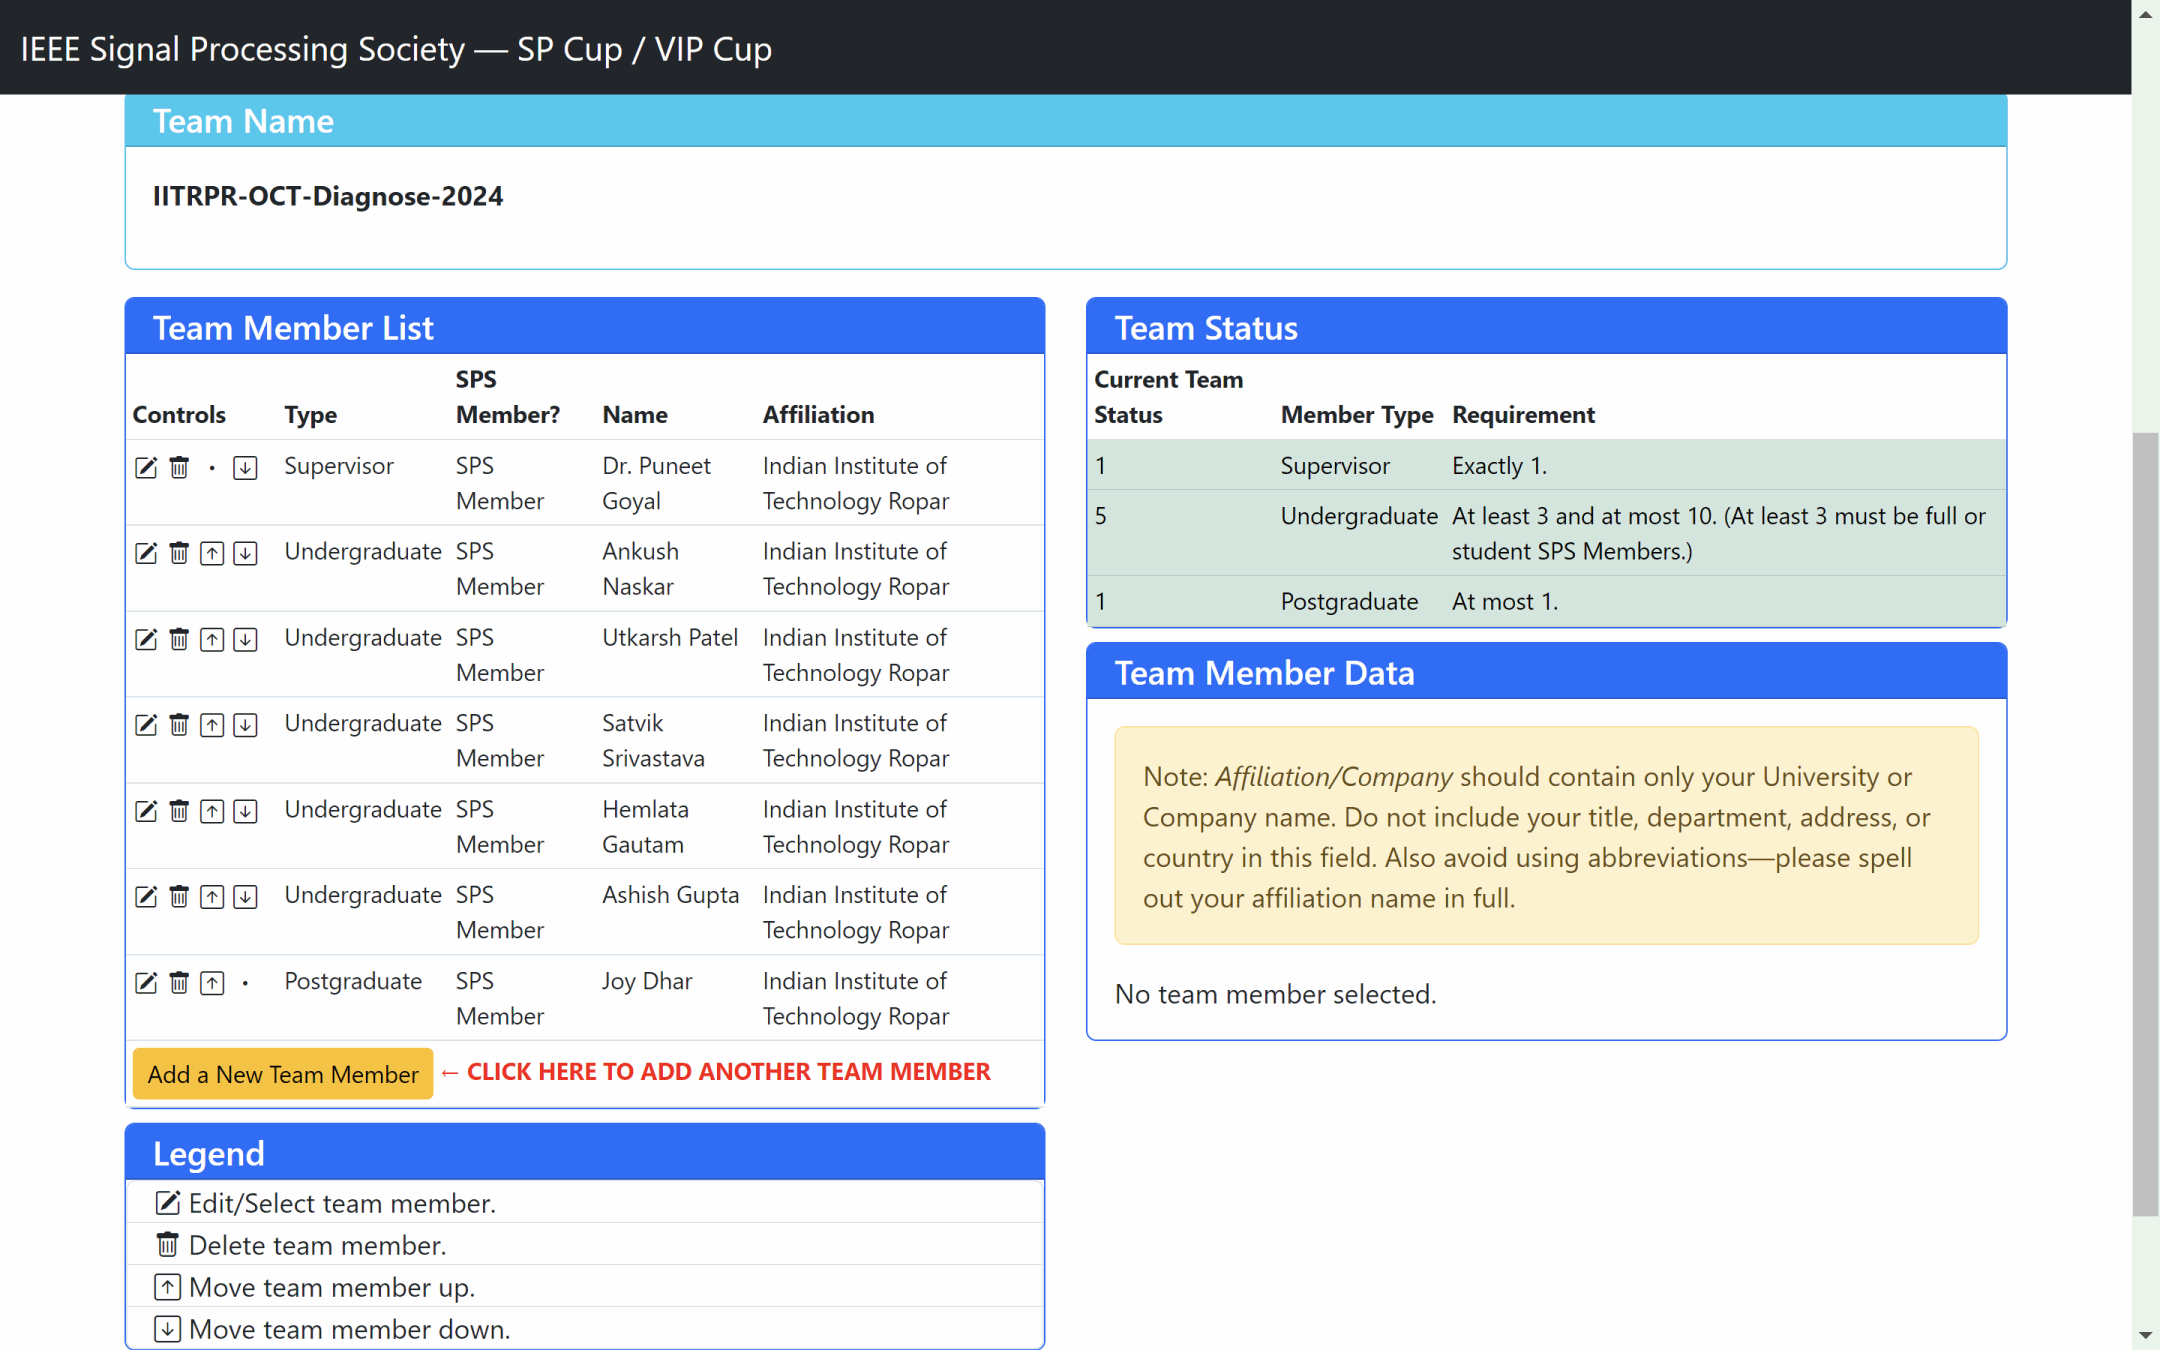 IEEE Signal Processing Society — SP Cup / VIP Cup
Team Name
IITRPR-OCT-Diagnose-2024
Team Member List
Controls Type SPS Member? Name Affiliation
Supervisor SPS Member Dr. Puneet Goyal Indian Institute of Technology Ropar
Undergraduate SPS Member Ankush Naskar Indian Institute of Technology Ropar
Undergraduate SPS Member Utkarsh Patel Indian Institute of Technology Ropar
Undergraduate SPS Member Satvik Srivastava Indian Institute of Technology Ropar
Undergraduate SPS Member Hemlata Gautam Indian Institute of Technology Ropar
Undergraduate SPS Member Ashish Gupta Indian Institute of Technology Ropar
Postgraduate SPS Member Joy Dhar Indian Institute of Technology Ropar
Add a New Team Member ← CLICK HERE TO ADD ANOTHER TEAM MEMBER
Legend
Edit/Select team member.
Delete team member.
Move team member up.
Move team member down.
Team Status
Current Team Status Member Type Requirement
1 Supervisor Exactly 1.
5 Undergraduate At least 3 and at most 10. (At least 3 must be full or
student SPS Members.)
1 Postgraduate At most 1.
Team Member Data
Note: Affiliation/Company should contain only your University or
Company name. Do not include your title, department, address, or
country in this field. Also avoid using abbreviations—please spell
out your affiliation name in full.
No team member selected.